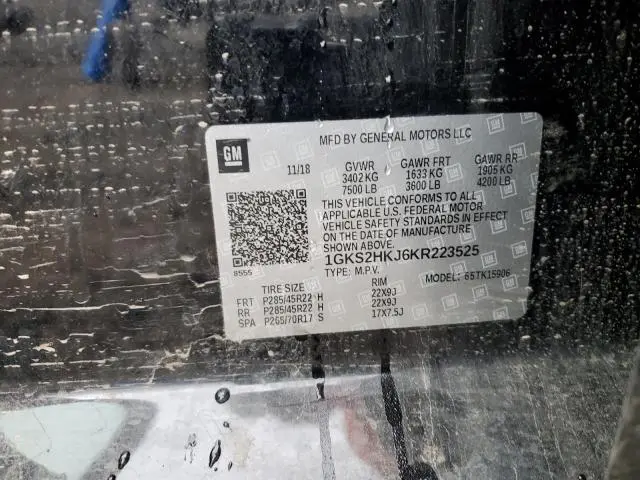 GM
MFD BY GENERAL MOTORS LLC
11/18 GVWR GAWR FRT GAWR RR
3402 KG 1633 KG 1905 KG
7500 LB 3600 LB 4200 LB
THIS VEHICLE CONFORMS TO ALL
APPLICABLE U.S. FEDERAL MOTOR
VEHICLE SAFETY STANDARDS IN EFFECT
ON THE DATE OF MANUFACTURE
SHOWN ABOVE.
1GKS2HKJ6KR223525
8555 TYPE: M.P.V. MODEL: 65TK15906
TIRE SIZE RIM
FRT P285/45R22 H 22X9J
RR P285/45R22 H 22X9J
SPA P265/70R17 S 17X7.5J